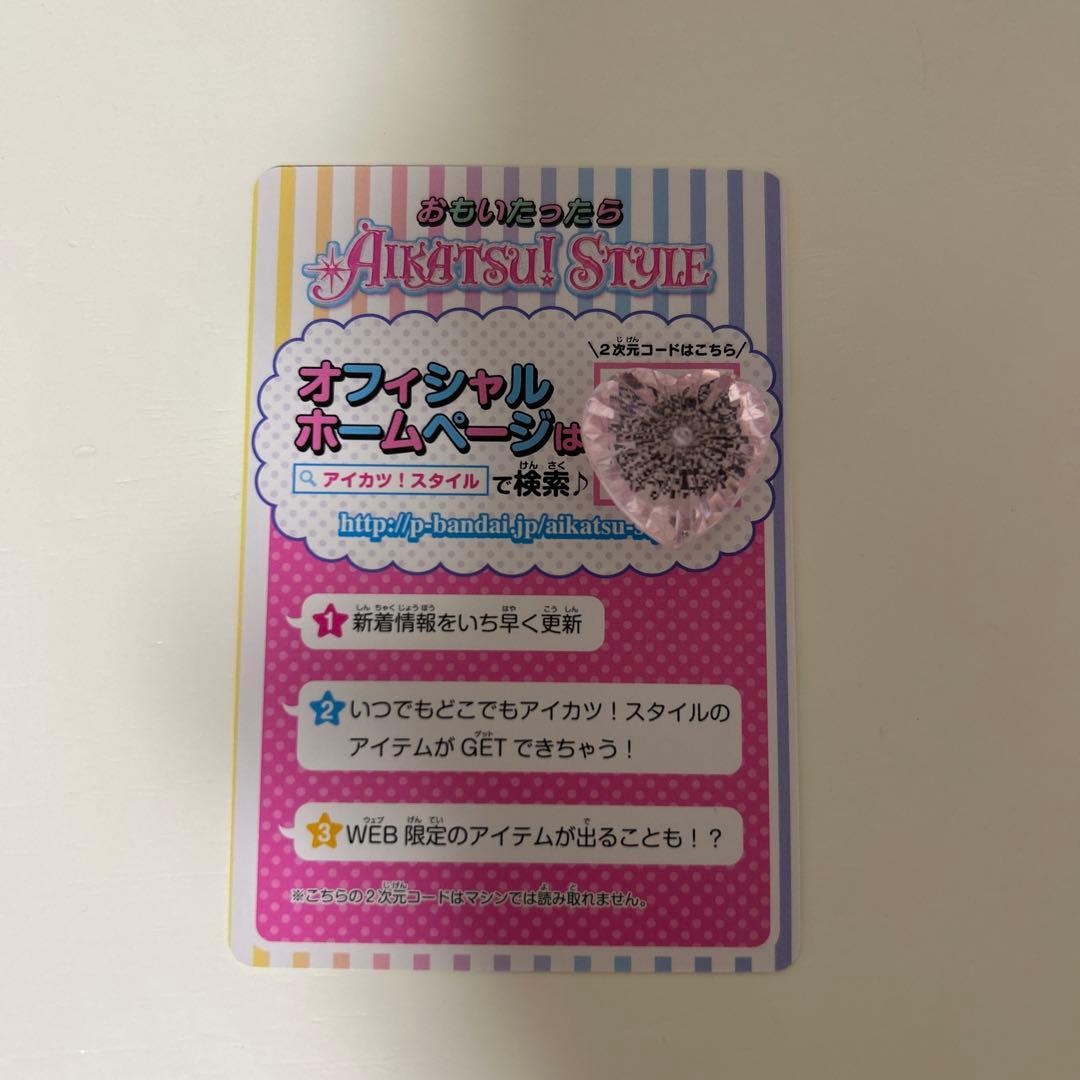 おもいたったら
AIKATSU! STYLE
\2次元コードはこちら/
オフィシャル
ホームページは
アイカツ!スタイル で検索♪
http://p-bandai.jp/aikatsu-s
1 新着情報をいち早く更新
2 いつでもどこでもアイカツ!スタイルの
アイテムがGETできちゃう!
3 WEB限定のアイテムが出ることも!?
※こちらの2次元コードはマシンでは読み取れません。